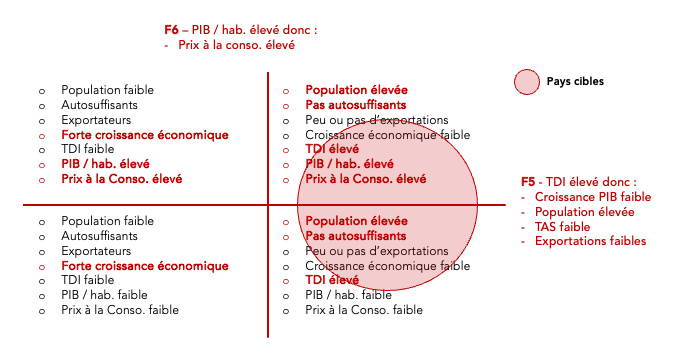 F6 – PIB / hab. élevé donc :
- Prix à la conso. élevé
Pays cibles
o Population faible
o Autosuffisants
o Exportateurs
o Forte croissance économique
o TDI faible
o PIB / hab. élevé
o Prix à la Conso. élevé
o Population élevée
o Pas autosuffisants
o Peu ou pas d'exportations
o Croissance économique faible
o TDI élevé
o PIB / hab. élevé
o Prix à la Conso. élevé
F5 - TDI élevé donc :
- Croissance PIB faible
- Population élevée
- TAS faible
- Exportations faibles
o Population faible
o Autosuffisants
o Exportateurs
o Forte croissance économique
o TDI faible
o PIB / hab. faible
o Prix à la Conso. faible
o Population élevée
o Pas autosuffisants
o Peu ou pas d'exportations
o Croissance économique faible
o TDI élevé
o PIB / hab. faible
o Prix à la Conso. faible